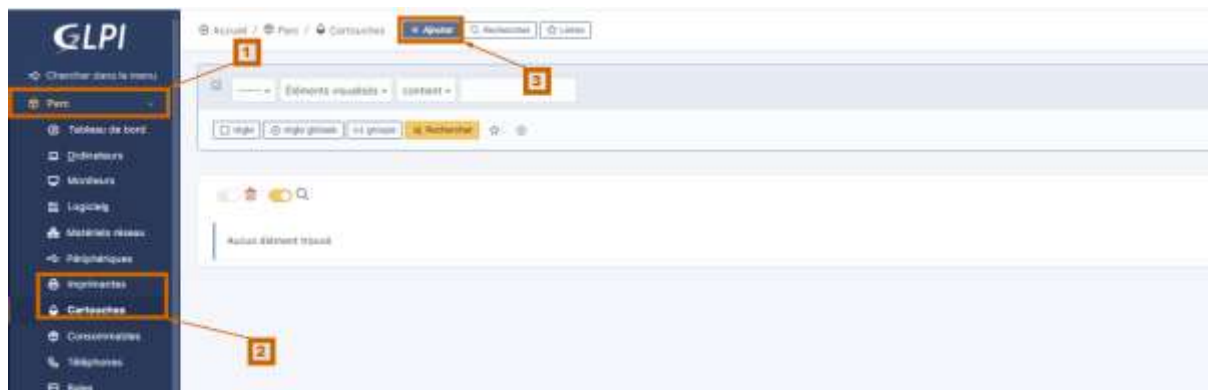 GLPI
Chercher dans le menu
Parc
Tableau de bord
Ordinateurs
Moniteurs
Logiciels
Matériels réseau
Périphériques
Imprimantes
Cartouches
Consommables
Téléphones
Accueil / Parc / Cartouches
+ Ajouter
Rechercher
Listes
1
3
----- Éléments visualisés contient
règle
règle globale
groupe
Rechercher
Aucun élément trouvé
2